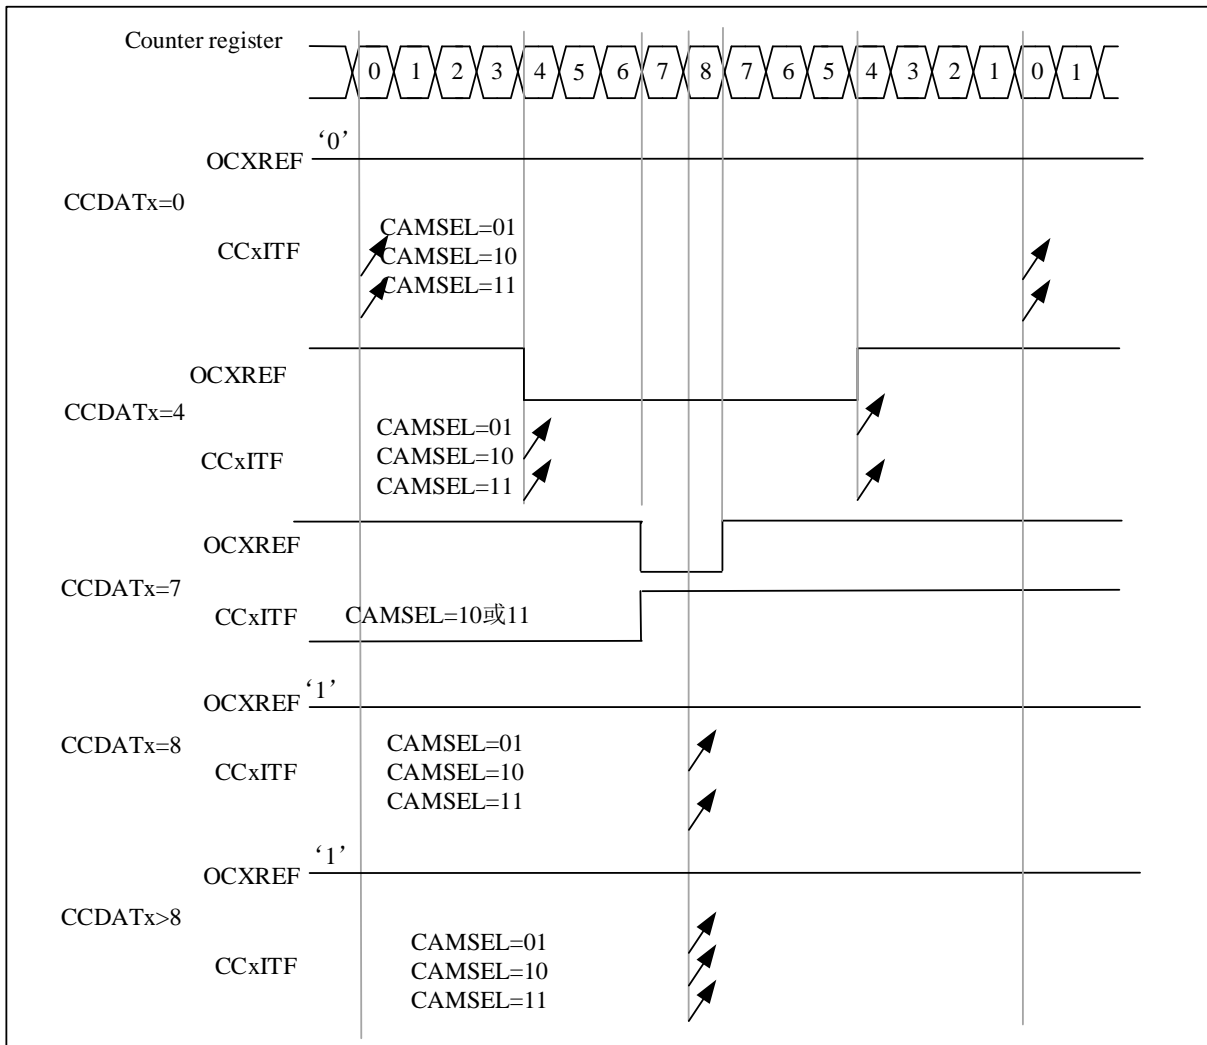 Counter register
0 1 2 3 4 5 6 7 8 7 6 5 4 3 2 1 0 1
‘0’
OCXREF
CCDATx=0
CAMSEL=01
CCxITF
CAMSEL=10
CAMSEL=11
OCXREF
CCDATx=4
CAMSEL=01
CCxITF
CAMSEL=10
CAMSEL=11
OCXREF
CCDATx=7
CCxITF
CAMSEL=10或11
‘1’
OCXREF
CCDATx=8
CAMSEL=01
CCxITF
CAMSEL=10
CAMSEL=11
‘1’
OCXREF
CCDATx>8
CAMSEL=01
CCxITF
CAMSEL=10
CAMSEL=11